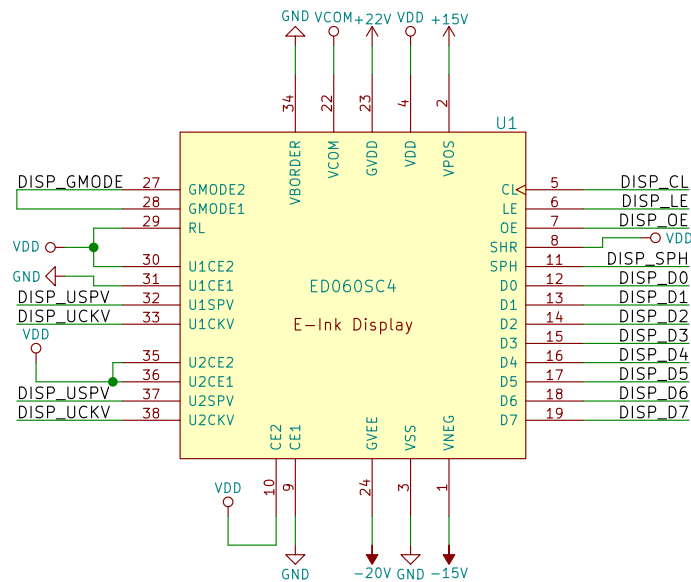 GND VCOM +22V VDD +15V
34 22 23 4 2
U1
VBORDER VCOM GVDD VDD VPOS
DISP_GMODE 27 GMODE2 CL 5 DISP_CL
28 GMODE1 LE 6 DISP_LE
29 RL OE 7 DISP_OE
VDD SHR 8 VDD
30 U1CE2 SPH 11 DISP_SPH
GND 31 U1CE1 D0 12 DISP_D0
DISP_USPV 32 U1SPV D1 13 DISP_D1
DISP_UCKV 33 U1CKV D2 14 DISP_D2
ED060SC4
E-Ink Display
VDD D3 15 DISP_D3
35 U2CE2 D4 16 DISP_D4
36 U2CE1 D5 17 DISP_D5
DISP_USPV 37 U2SPV D6 18 DISP_D6
DISP_UCKV 38 U2CKV D7 19 DISP_D7
CE2 CE1 GVEE VSS VNEG
10 9 24 3 1
VDD
GND -20V GND -15V